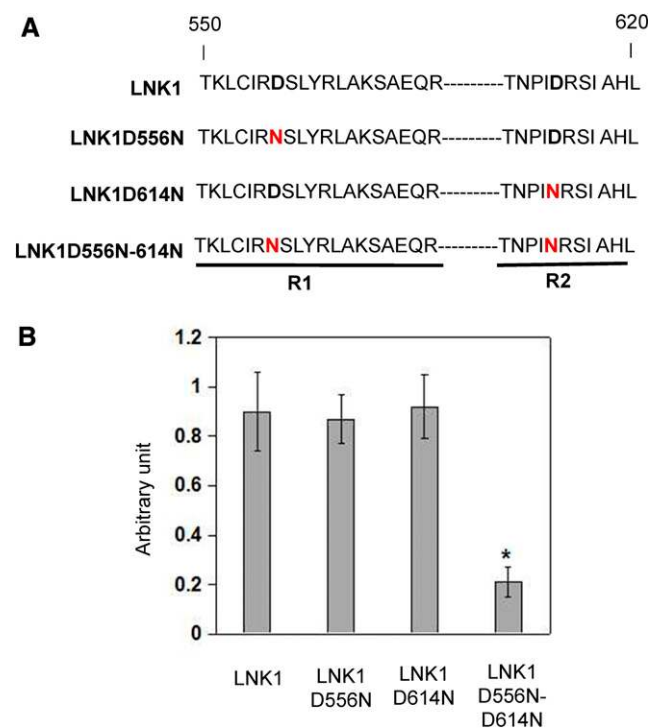 A
550 620
LNK1 TKLCIRDSLYRLAKSAEQR---------TNPIDRSI AHL
LNK1D556N TKLCIRNSLYRLAKSAEQR---------TNPIDRSI AHL
LNK1D614N TKLCIRDSLYRLAKSAEQR---------TNPINRSI AHL
LNK1D556N-614N TKLCIRNSLYRLAKSAEQR---------TNPINRSI AHL
R1 R2
B
1.2
1
0.8
0.6
0.4
0.2
0
Arbitrary unit
*
LNK1
LNK1
D556N
LNK1
D614N
LNK1
D556N-
D614N